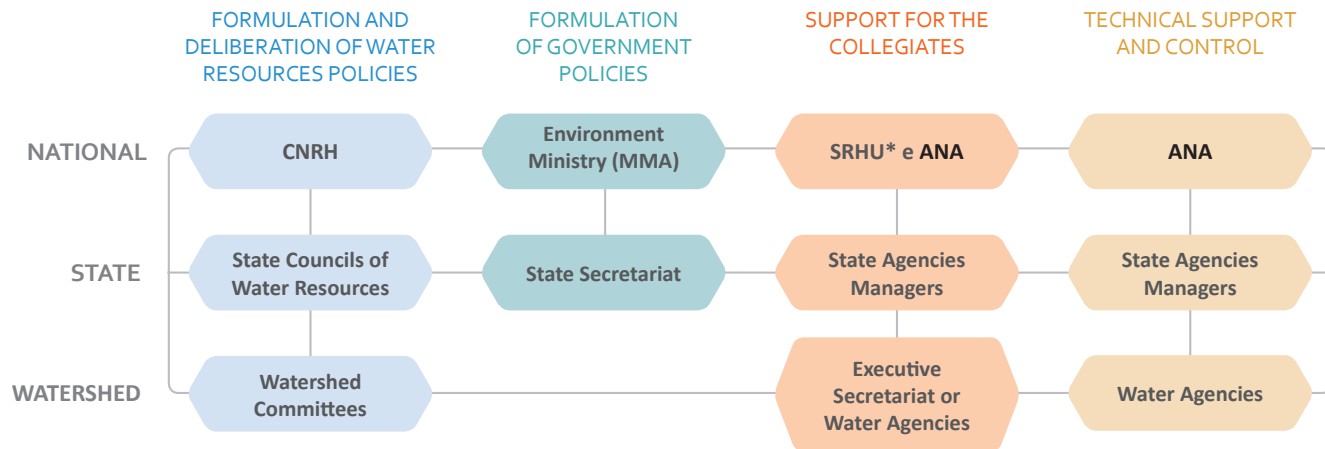 FORMULATION AND
DELIBERATION OF WATER
RESOURCES POLICIES
FORMULATION
OF GOVERNMENT
POLICIES
SUPPORT FOR THE
COLLEGIATES
TECHNICAL SUPPORT
AND CONTROL
NATIONAL
CNRH
Environment
Ministry (MMA)
SRHU* e ANA
ANA
STATE
State Councils of
Water Resources
State Secretariat
State Agencies
Managers
State Agencies
Managers
WATERSHED
Watershed
Committees
Executive
Secretariat or
Water Agencies
Water Agencies